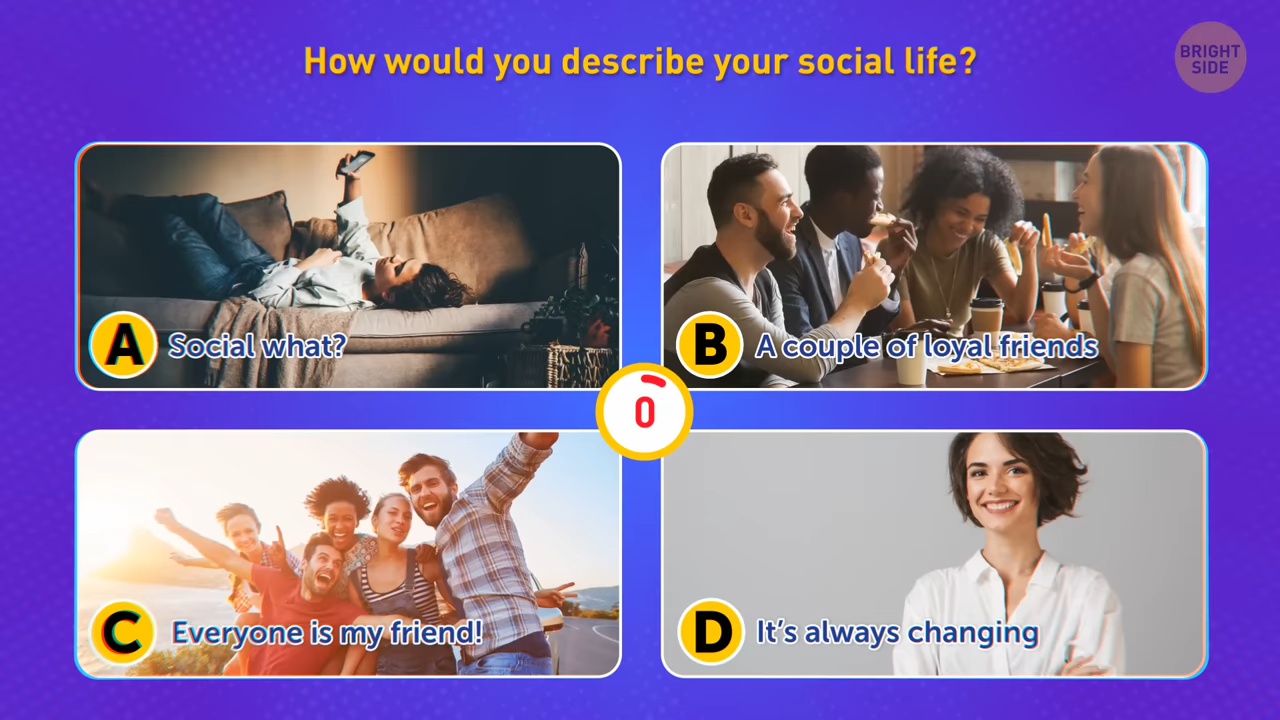 How would you describe your social life?
BRIGHT
SIDE
A Social what?
B A couple of loyal friends
0
C Everyone is my friend!
D It's always changing